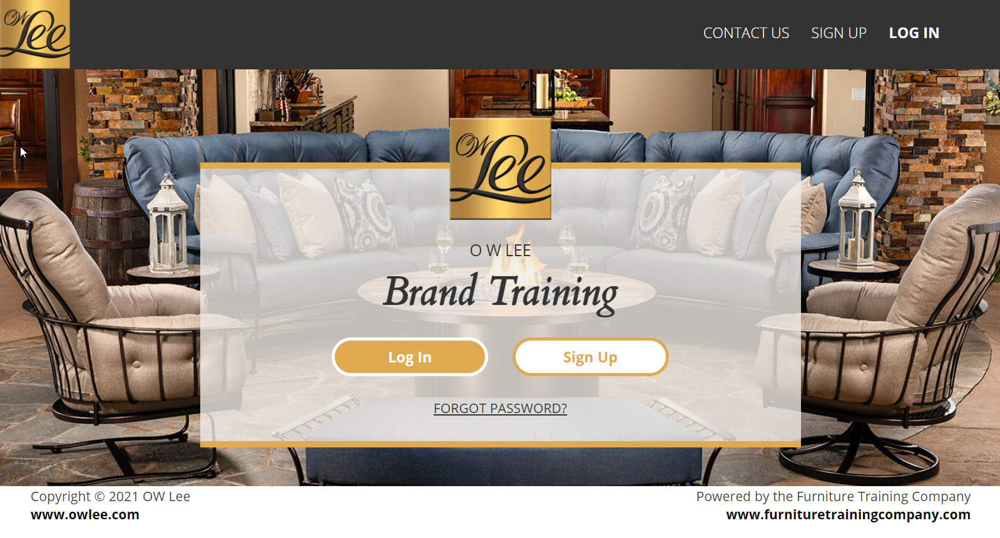 OW Lee
CONTACT US SIGN UP LOG IN
OW Lee
O W LEE
Brand Training
Log In Sign Up
FORGOT PASSWORD?
Copyright © 2021 OW Lee Powered by the Furniture Training Company
www.owlee.com www.furnituretrainingcompany.com